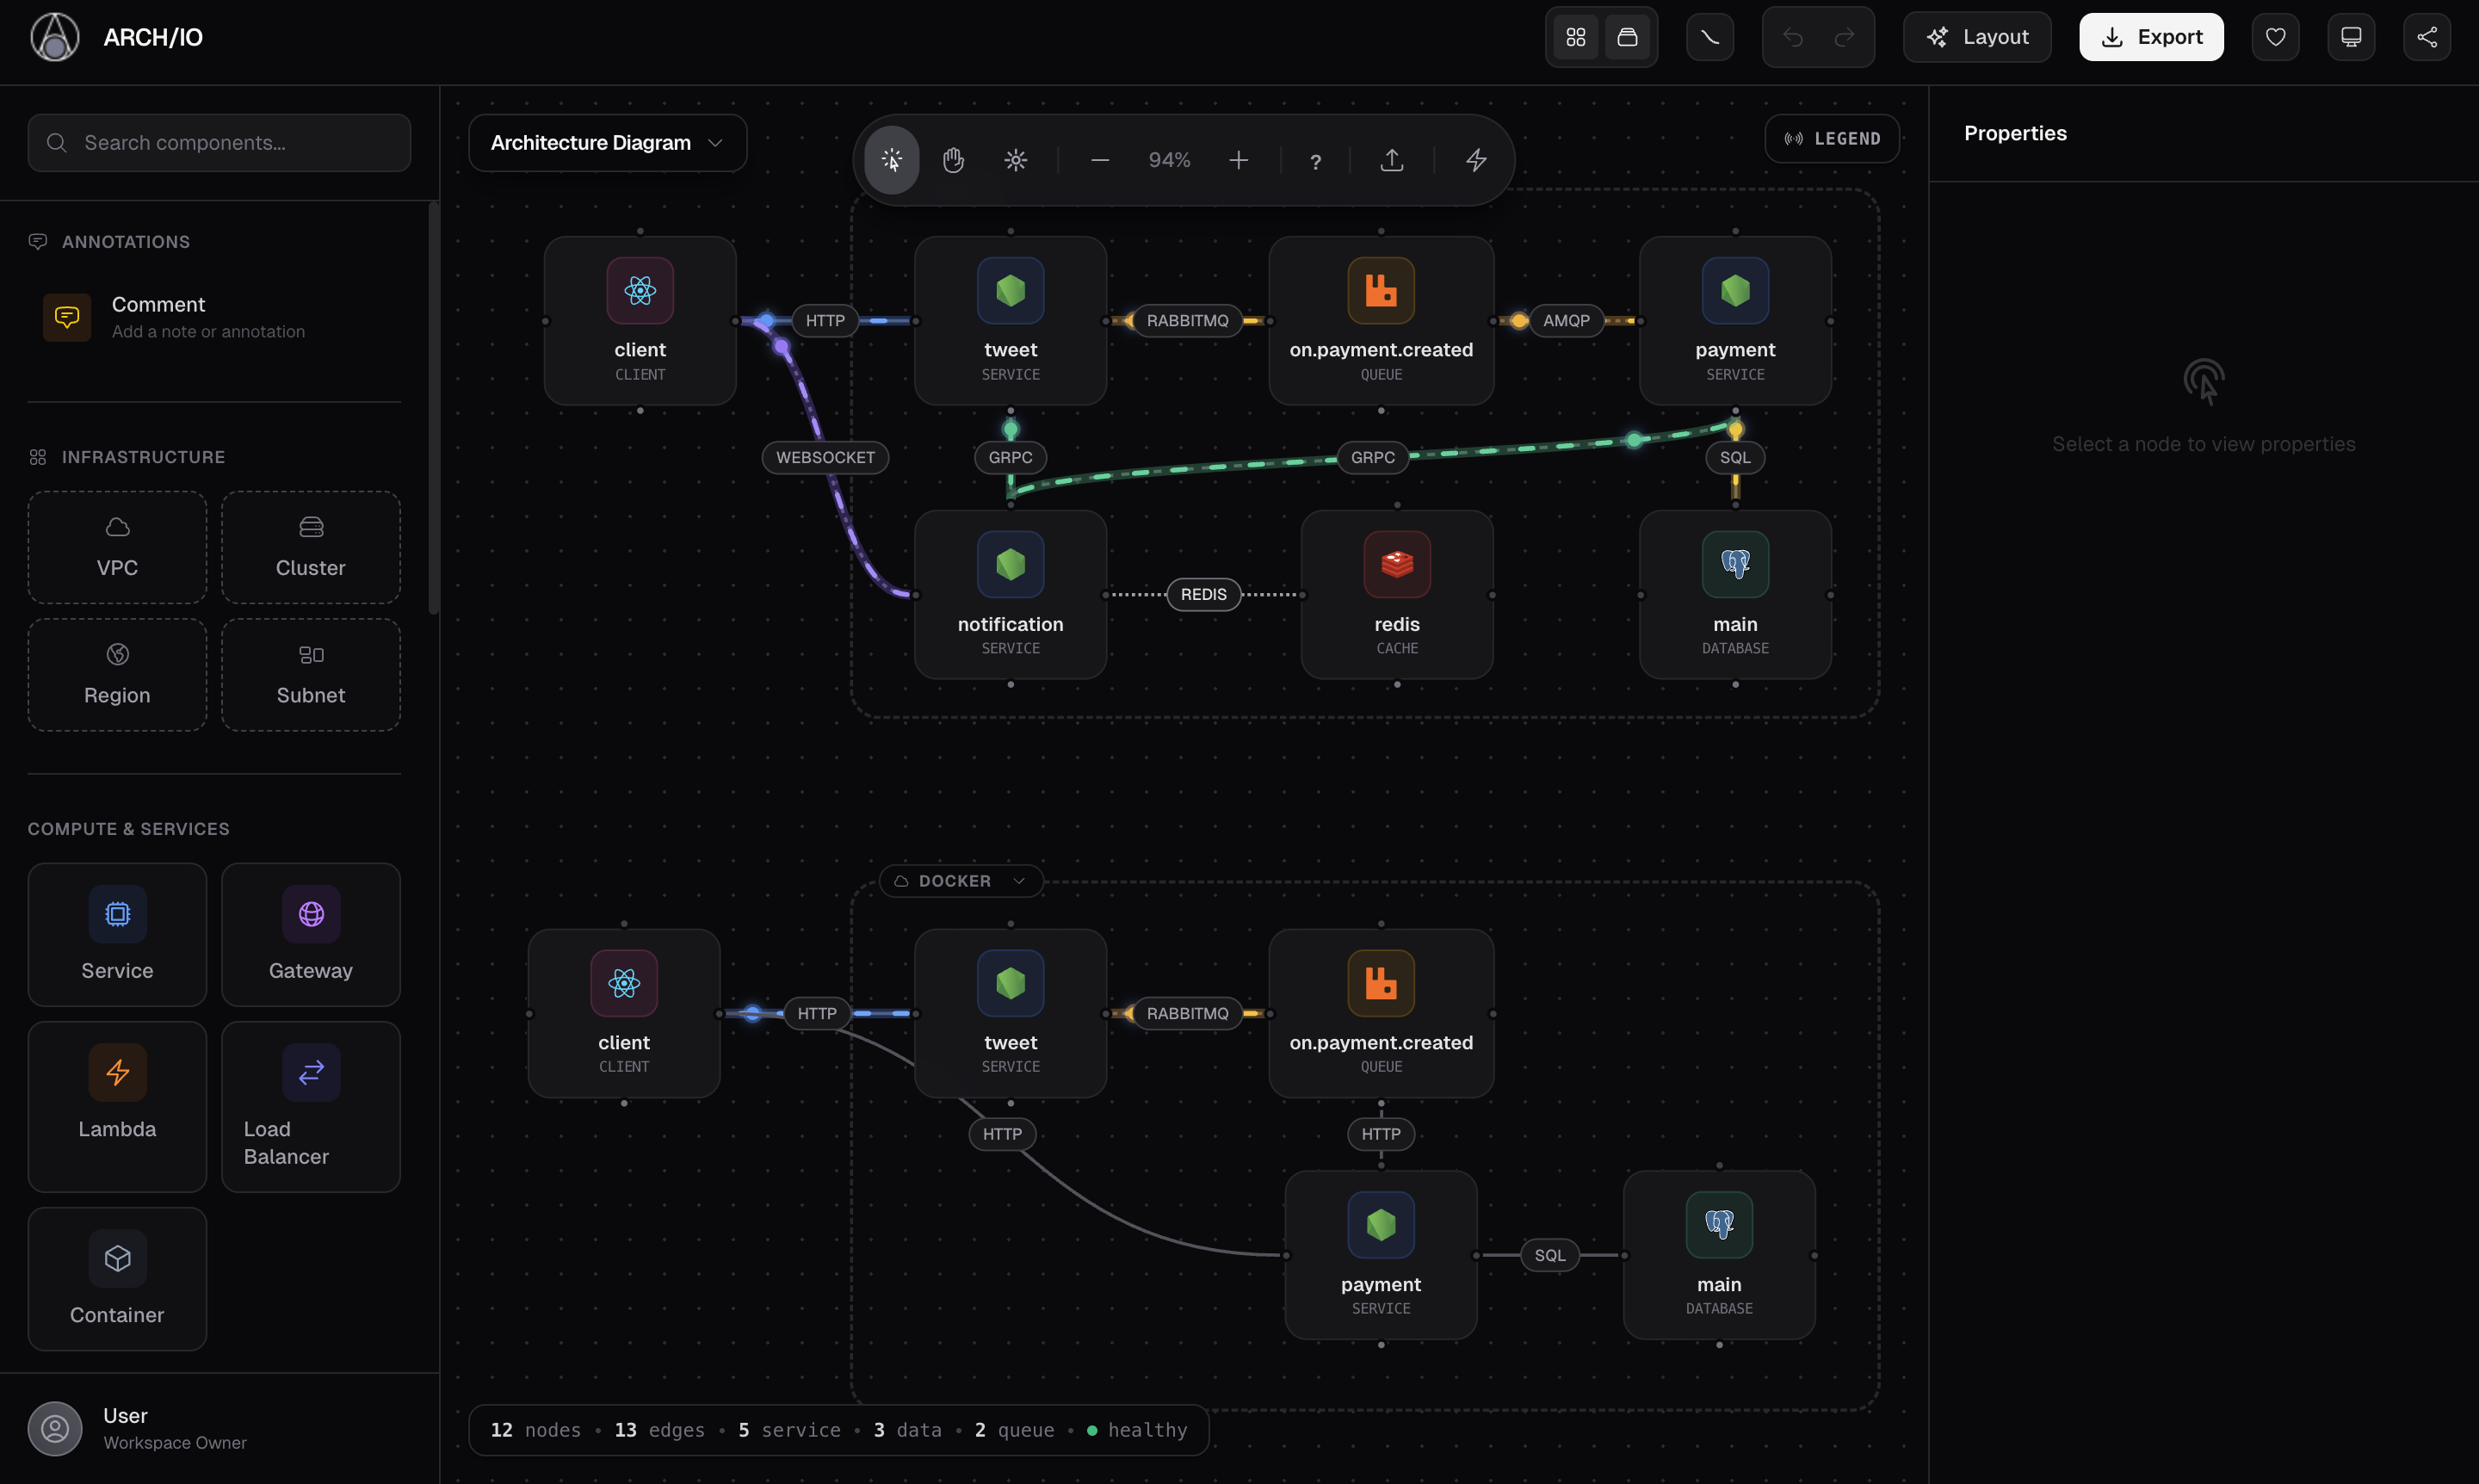 ARCH/IO
Layout
Export
Search components...
ANNOTATIONS
Comment
Add a note or annotation
INFRASTRUCTURE
VPC
Cluster
Region
Subnet
COMPUTE & SERVICES
Service
Gateway
Lambda
Load
Balancer
Container
User
Workspace Owner
Architecture Diagram
94%
?
LEGEND
client
CLIENT
HTTP
tweet
SERVICE
RABBITMQ
on.payment.created
QUEUE
AMQP
payment
SERVICE
WEBSOCKET
GRPC
GRPC
SQL
notification
SERVICE
REDIS
redis
CACHE
main
DATABASE
DOCKER
client
CLIENT
HTTP
tweet
SERVICE
RABBITMQ
on.payment.created
QUEUE
HTTP
HTTP
payment
SERVICE
SQL
main
DATABASE
12 nodes • 13 edges • 5 service • 3 data • 2 queue • healthy
Properties
Select a node to view properties